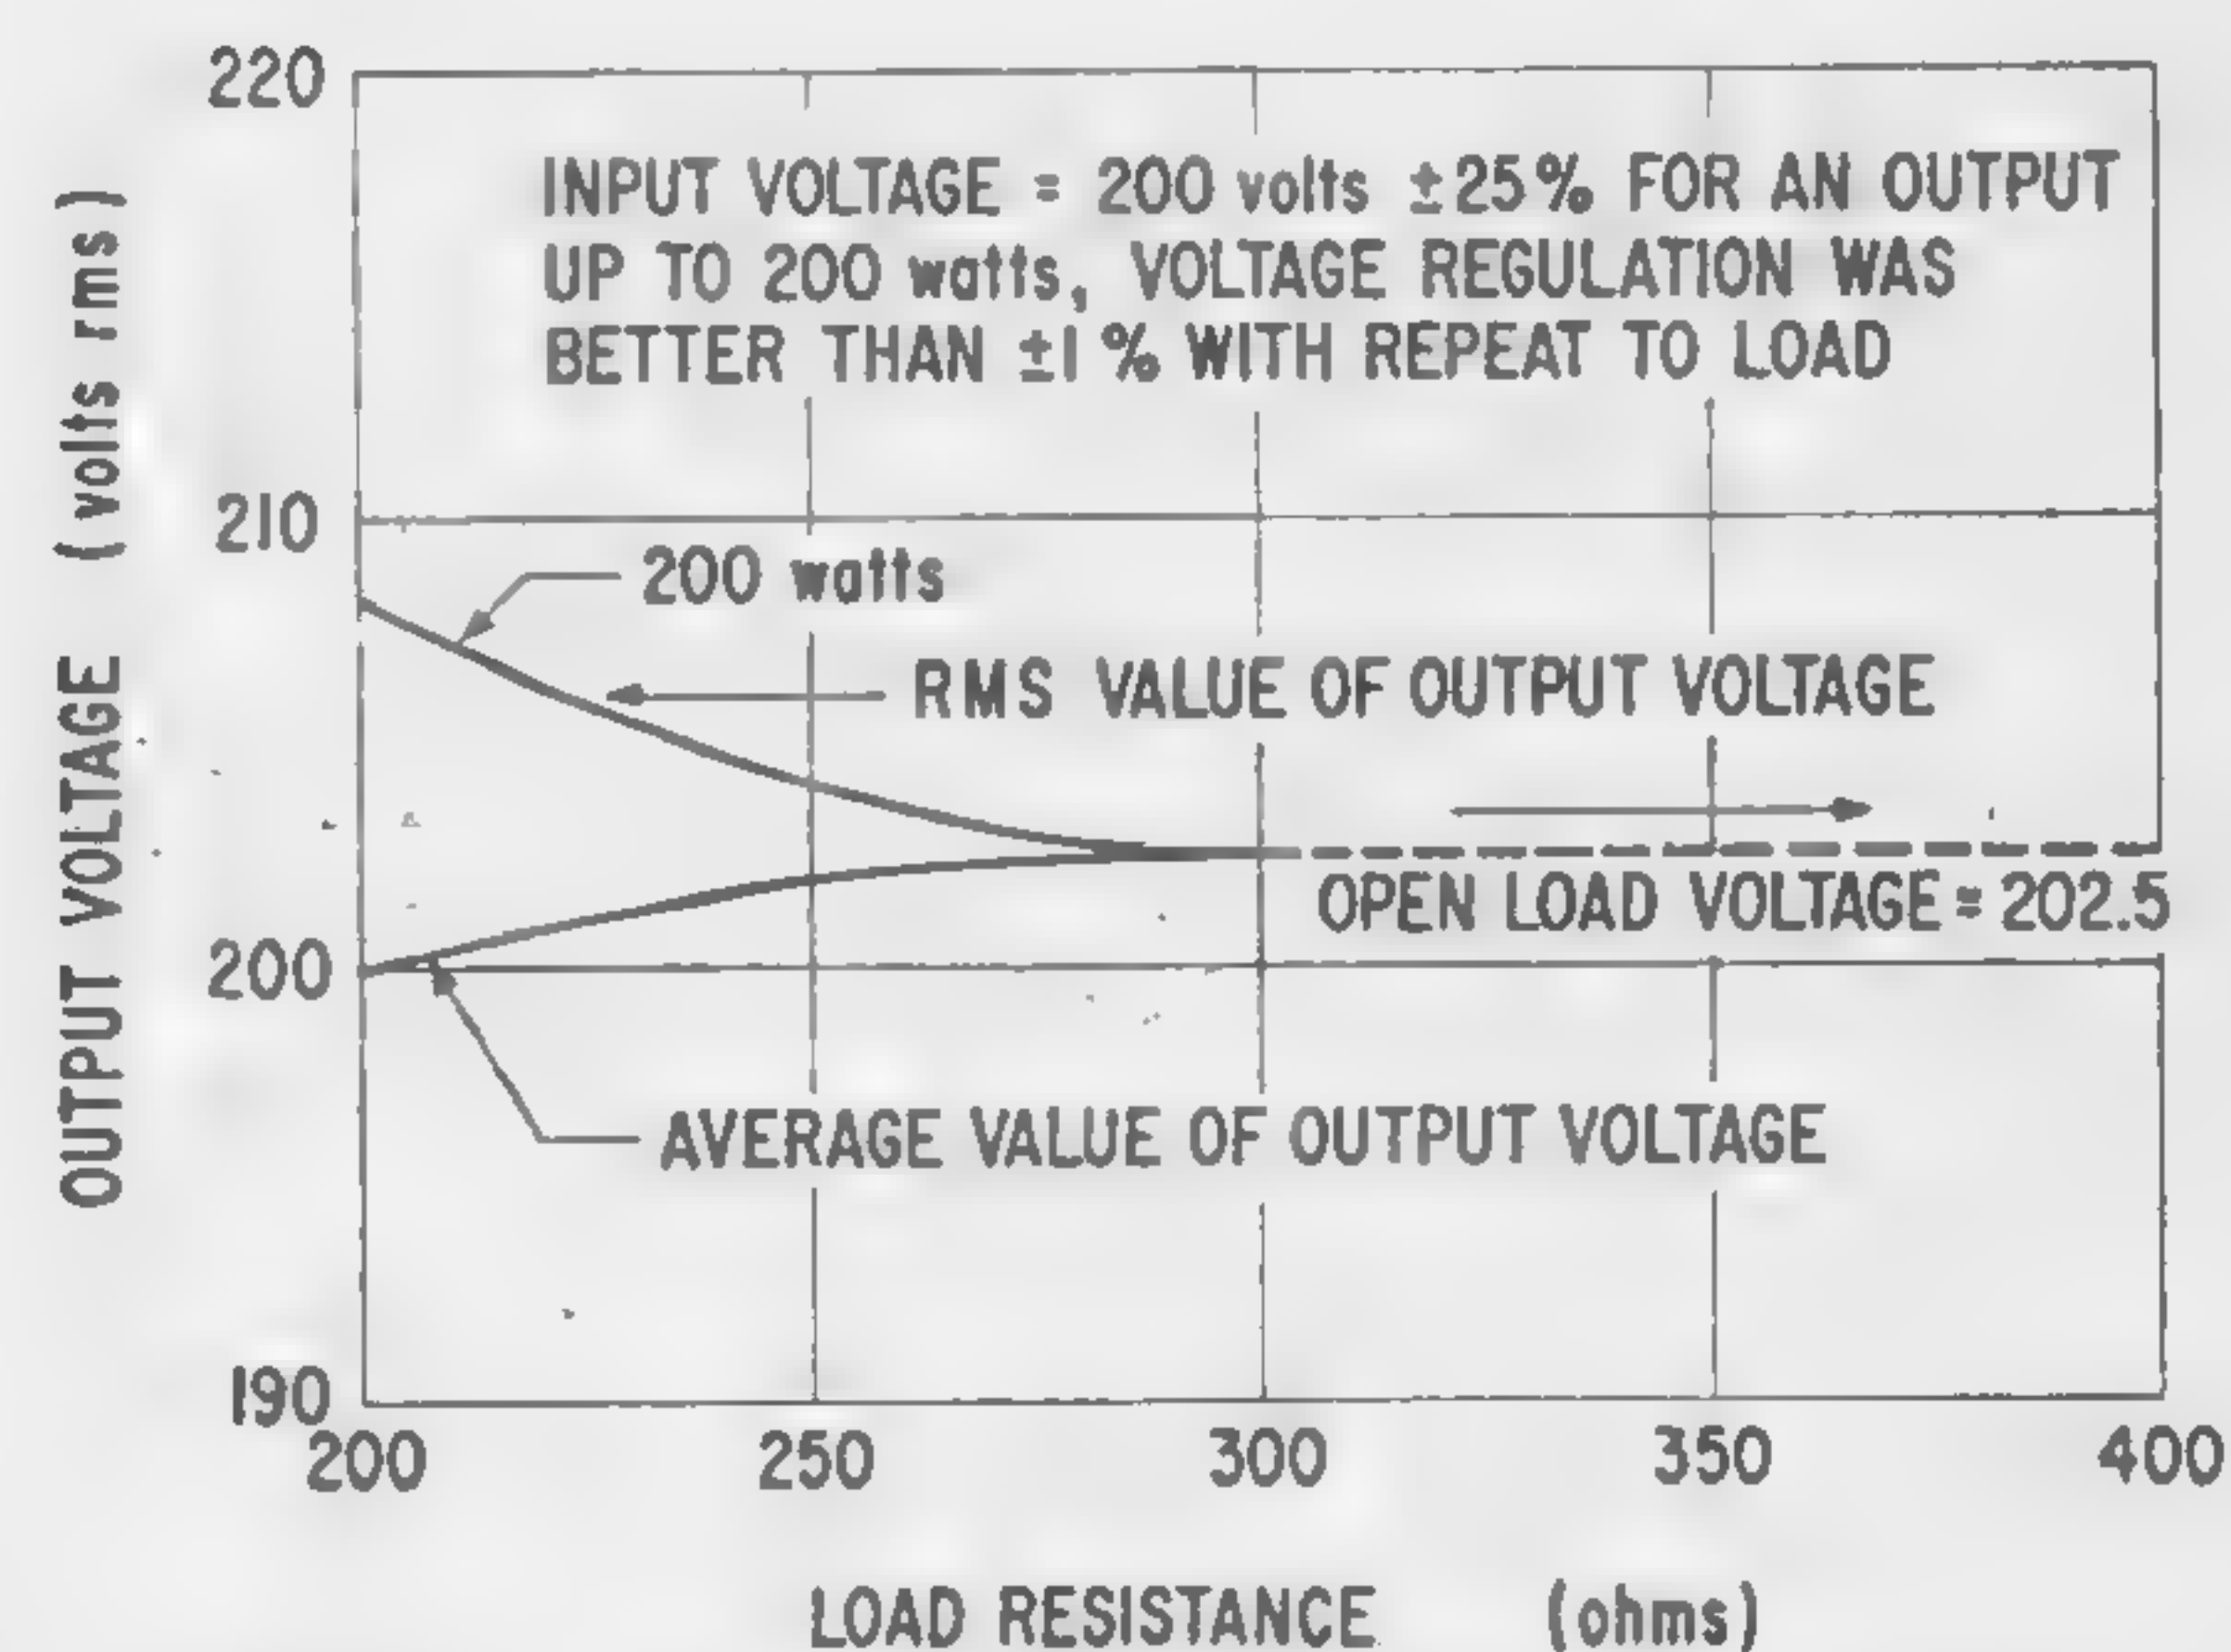 220
INPUT VOLTAGE = 200 volts ±25% FOR AN OUTPUT
UP TO 200 watts, VOLTAGE REGULATION WAS
BETTER THAN ±1% WITH REPEAT TO LOAD
OUTPUT VOLTAGE (volts rms)
210
200 watts
RMS VALUE OF OUTPUT VOLTAGE
OPEN LOAD VOLTAGE = 202.5
200
AVERAGE VALUE OF OUTPUT VOLTAGE
190
200 250 300 350 400
LOAD RESISTANCE (ohms)